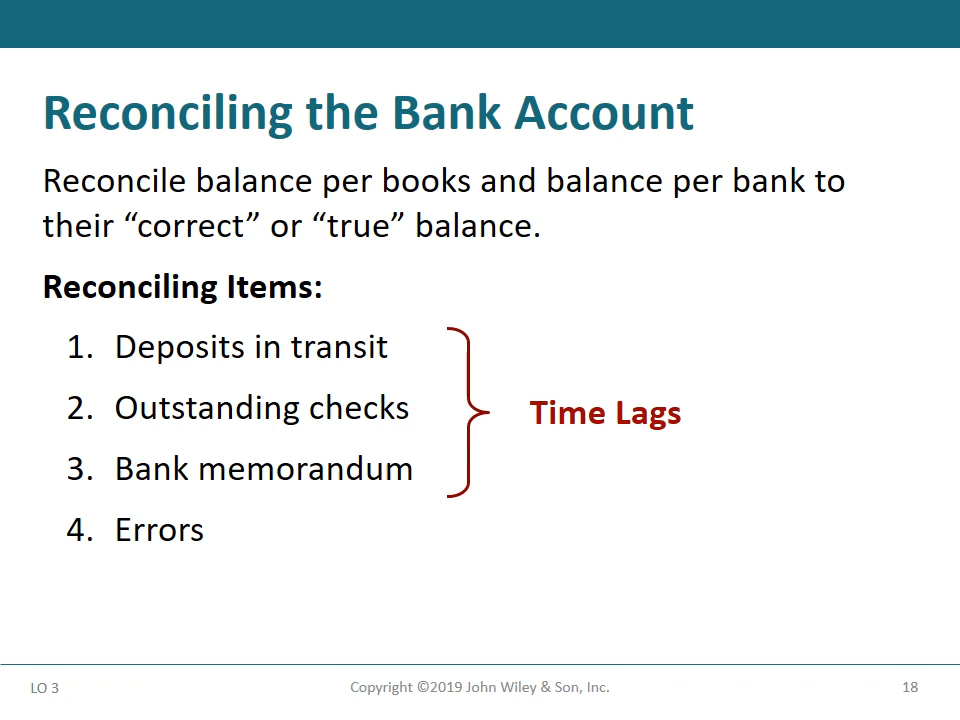 Reconciling the Bank Account
Reconcile balance per books and balance per bank to
their “correct” or “true” balance.
Reconciling Items:
1. Deposits in transit
2. Outstanding checks
3. Bank memorandum
Time Lags
4. Errors
LO 3
Copyright ©2019 John Wiley & Son, Inc.
18